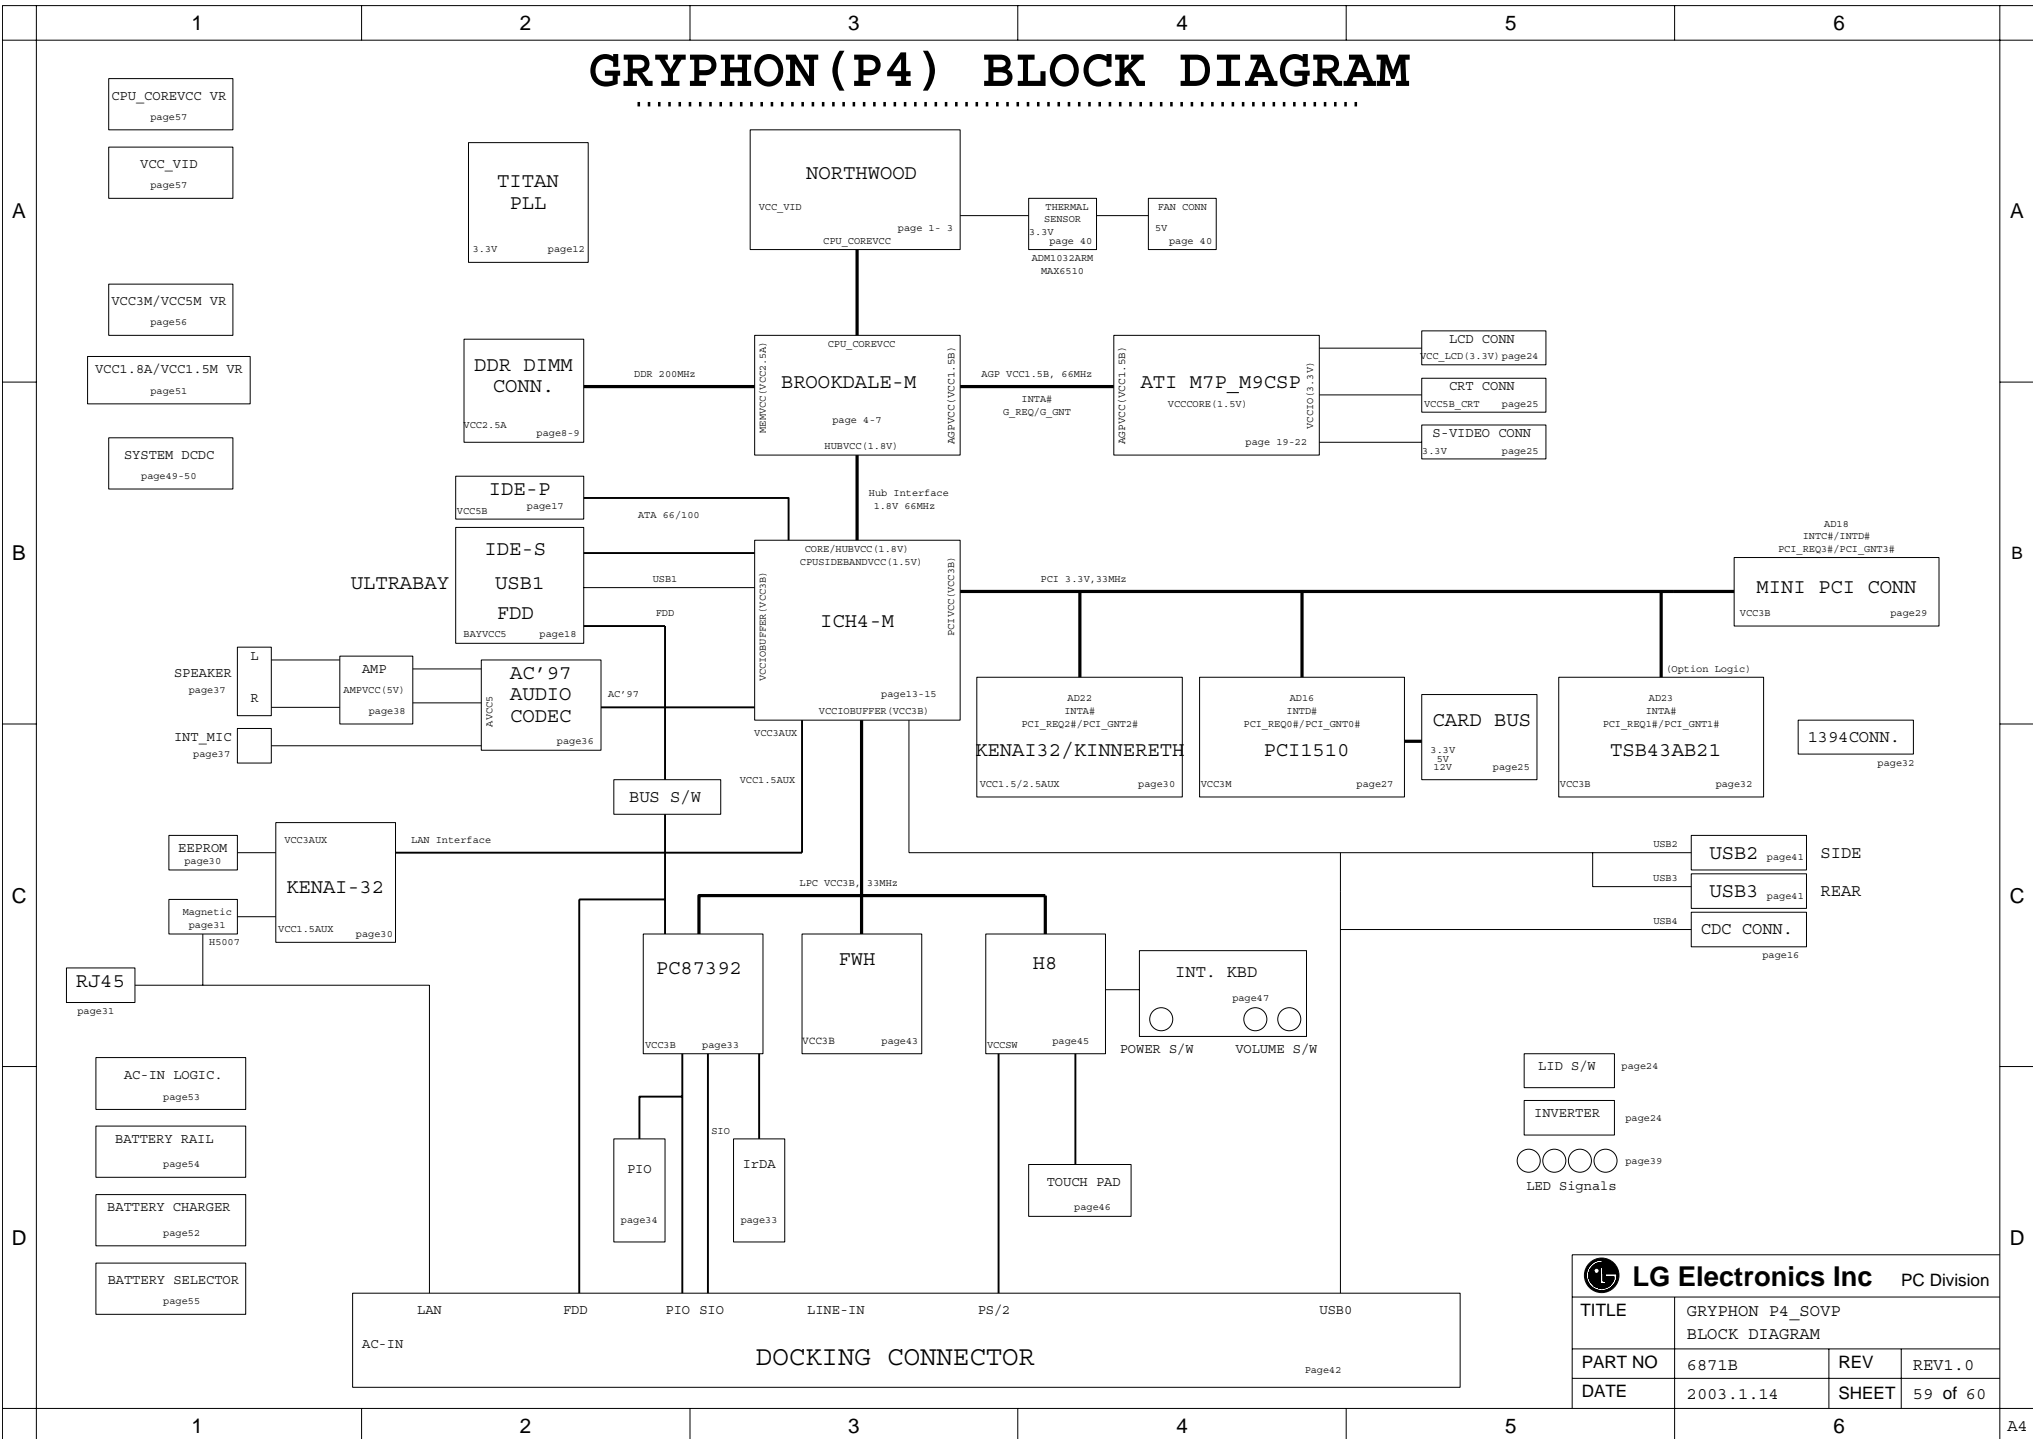 1 2 3 4 5 6
GRYPHON(P4) BLOCK DIAGRAM
A
A
B
B
C
C
D
D
CPU_COREVCC VR
page57
VCC_VID
page57
VCC3M/VCC5M VR
page56
VCC1.8A/VCC1.5M VR
page51
SYSTEM DCDC
page49-50
TITAN
PLL
3.3V page12
NORTHWOOD
VCC_VID
page 1- 3
CPU_COREVCC
THERMAL
SENSOR
3.3V
page 40
ADM1032ARM
MAX6510
FAN CONN
5V
page 40
DDR DIMM
CONN.
VCC2.5A
page8-9
DDR 200MHz
CPU_COREVCC
MEMVCC(VCC2.5A)
BROOKDALE-M
AGPVCC(VCC1.5B)
page 4-7
HUBVCC(1.8V)
AGP VCC1.5B, 66MHz
INTA#
G_REQ/G_GNT
AGPVCC(VCC1.5B)
ATI M7P_M9CSP
VCCCORE(1.5V)
VCCIO(3.3V)
page 19-22
LCD CONN
VCC_LCD(3.3V) page24
CRT CONN
VCC5B_CRT page25
S-VIDEO CONN
3.3V page25
IDE-P
VCC5B page17
ATA 66/100
Hub Interface
1.8V 66MHz
ULTRABAY
IDE-S
USB1
FDD
BAYVCC5 page18
USB1
FDD
CORE/HUBVCC(1.8V)
CPUSIDEBANDVCC(1.5V)
VCCIOBUFFER(VCC3B)
ICH4-M
PCIVCC(VCC3B)
page13-15
VCCIOBUFFER(VCC3B)
PCI 3.3V,33MHz
AD18
INTC#/INTD#
PCI_REQ3#/PCI_GNT3#
MINI PCI CONN
VCC3B page29
SPEAKER
page37
L
R
AMP
AMPVCC(5V)
page38
AC'97
AUDIO
CODEC
AVCC5
page36
AC'97
INT_MIC
page37
VCC3AUX
VCC1.5AUX
BUS S/W
AD22
INTA#
PCI_REQ2#/PCI_GNT2#
KENAI32/KINNERETH
VCC1.5/2.5AUX page30
AD16
INTD#
PCI_REQ0#/PCI_GNT0#
PCI1510
VCC3M page27
CARD BUS
3.3V
5V
12V page25
(Option Logic)
AD23
INTA#
PCI_REQ1#/PCI_GNT1#
TSB43AB21
VCC3B page32
1394CONN.
page32
EEPROM
page30
VCC3AUX
KENAI-32
VCC1.5AUX page30
LAN Interface
Magnetic
page31
H5007
RJ45
page31
LPC VCC3B, 33MHz
USB2
USB2 page41 SIDE
USB3
USB3 page41 REAR
USB4
CDC CONN.
page16
PC87392
VCC3B page33
FWH
VCC3B page43
H8
VCCSW page45
INT. KBD
page47
POWER S/W VOLUME S/W
AC-IN LOGIC.
page53
BATTERY RAIL
page54
BATTERY CHARGER
page52
BATTERY SELECTOR
page55
PIO
page34
SIO
IrDA
page33
TOUCH PAD
page46
LID S/W page24
INVERTER page24
page39
LED Signals
LAN FDD PIO SIO LINE-IN PS/2 USB0
AC-IN
DOCKING CONNECTOR
Page42
LG LG Electronics Inc PC Division
TITLE GRYPHON P4_SOVP
BLOCK DIAGRAM
PART NO 6871B REV REV1.0
DATE 2003.1.14 SHEET 59 of 60
1 2 3 4 5 6
A4